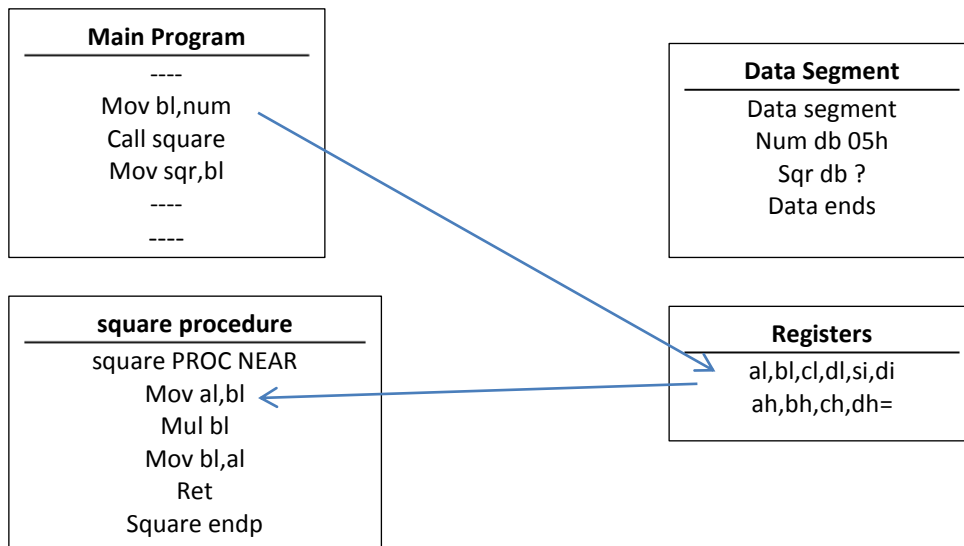 Main Program
----
Mov bl,num
Call square
Mov sqr,bl
----
----
Data Segment
Data segment
Num db 05h
Sqr db ?
Data ends
square procedure
square PROC NEAR
Mov al,bl
Mul bl
Mov bl,al
Ret
Square endp
Registers
al,bl,cl,dl,si,di
ah,bh,ch,dh=